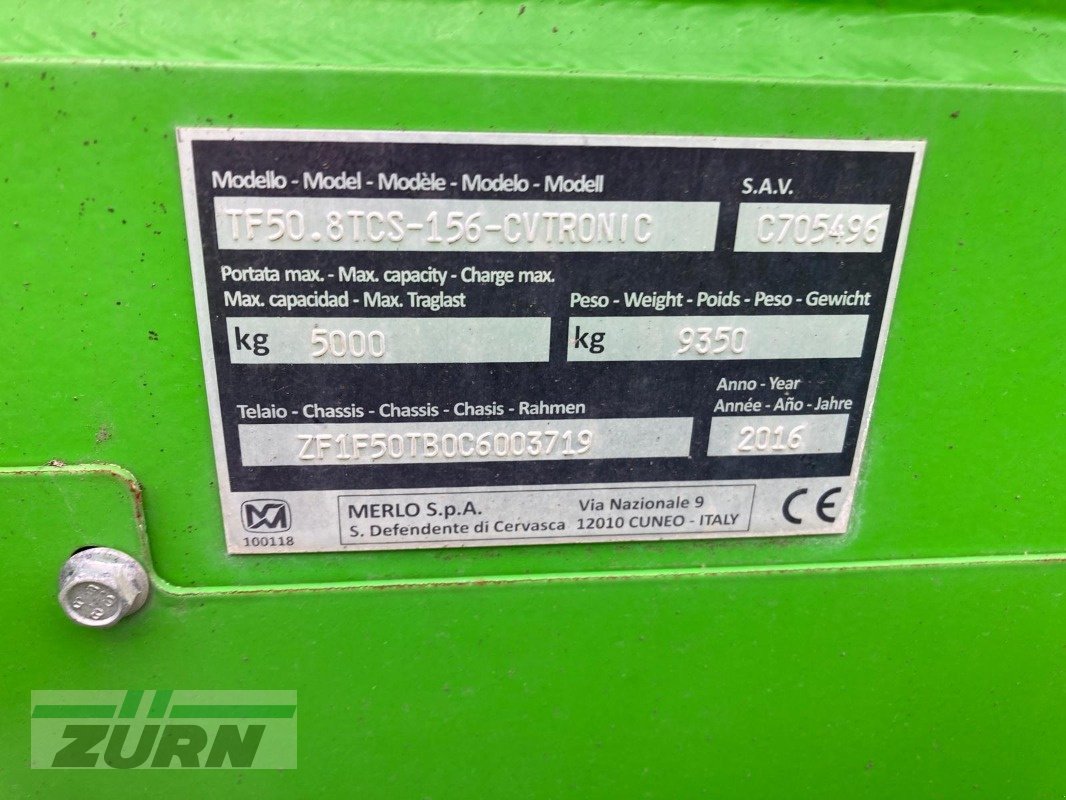 Modello - Model - Modèle - Modelo - Modell
S.A.V.
TF50.8TCS-156-CVTRONIC
C705496
Portata max. - Max. capacity - Charge max.
Max. capacidad - Max. Traglast
Peso - Weight - Poids - Peso - Gewicht
kg 5000
kg 9350
Anno - Year
Année - Año - Jahre
Telaio - Chassis - Chassis - Chasis - Rahmen
ZF1F50TB0C6003719
2016
100118
MERLO S.p.A.
S. Defendente di Cervasca
Via Nazionale 9
12010 CUNEO - ITALY
CE
ZÜRN